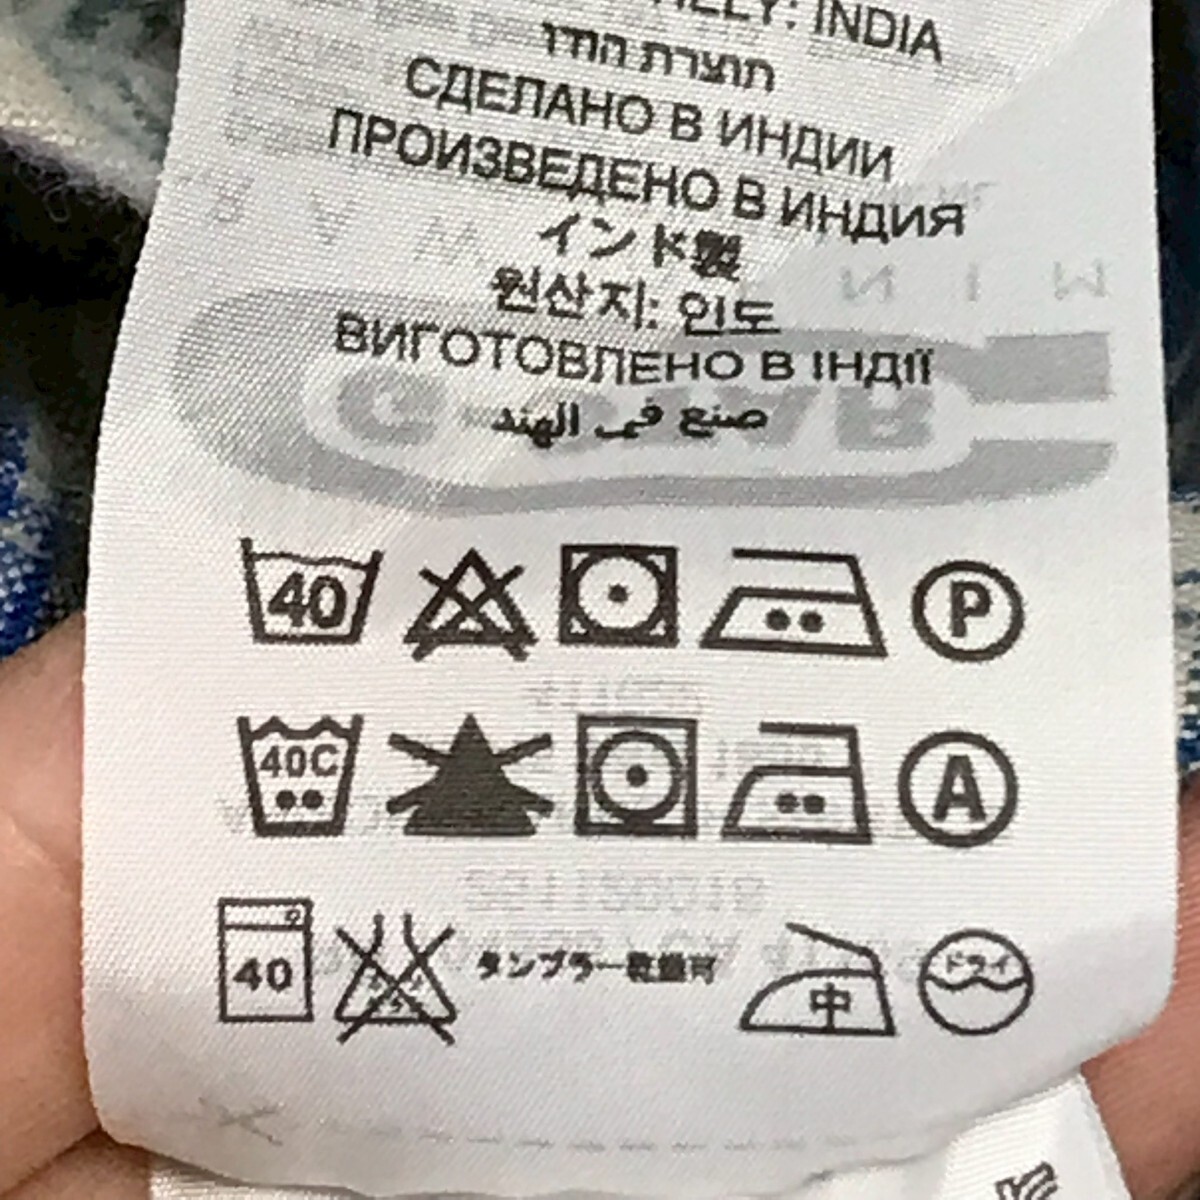 INDIA
תוצרת הודו
СДЕЛАНО В ИНДИИ
ПРОИЗВЕДЕНО В ИНДИЯ
インド製
원산지: 인도
ВИГОТОВЛЕНО В ІНДІЇ
صنع في الهند
40 P
40C A
40 タンブラー乾燥可 中 ドライ